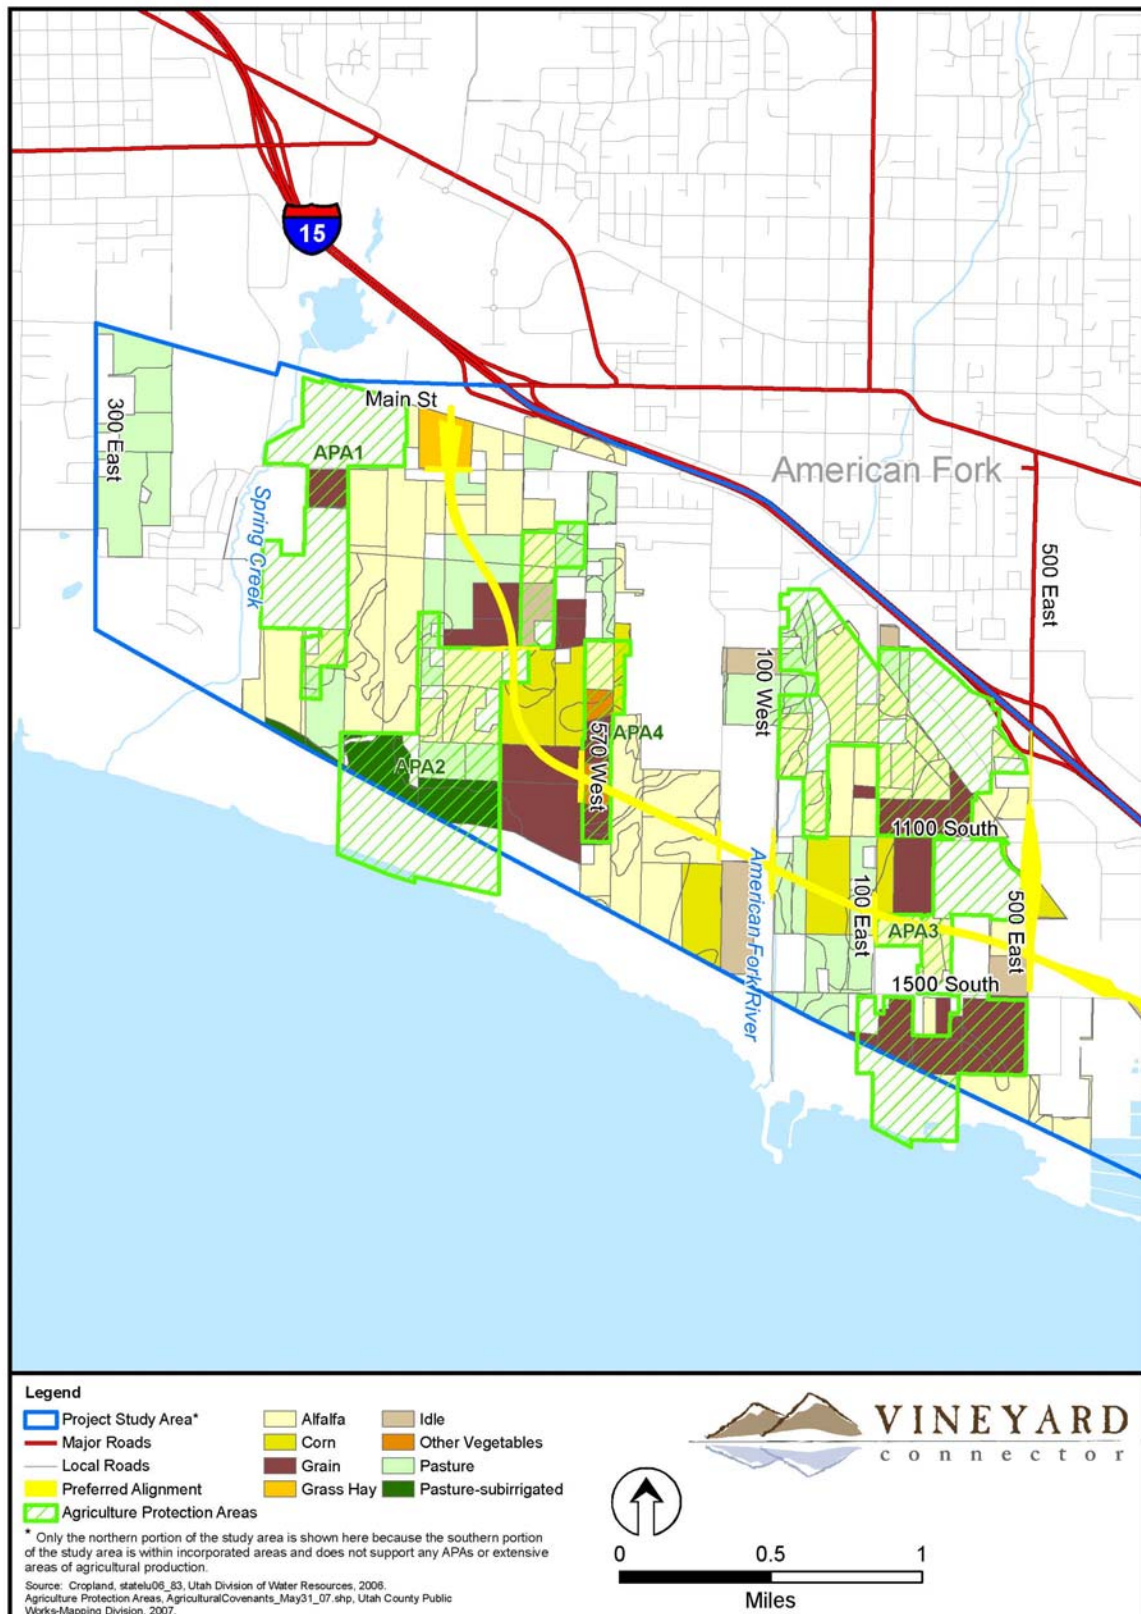 15
Main St
300 East
APA1
American Fork
Spring Creek
500 East
100 West
570 West
APA4
APA2
1100 South
American Fork River
100 East
APA3
500 East
1500 South
Legend
Project Study Area*
Major Roads
Local Roads
Preferred Alignment
Agriculture Protection Areas
Alfalfa
Corn
Grain
Grass Hay
Idle
Other Vegetables
Pasture
Pasture-subirrigated
* Only the northern portion of the study area is shown here because the southern portion
of the study area is within incorporated areas and does not support any APAs or extensive
areas of agricultural production.
Source: Cropland, statelu06_83, Utah Division of Water Resources, 2006.
Agriculture Protection Areas, AgriculturalCovenants_May31_07.shp, Utah County Public
Works-Mapping Division, 2007.
VINEYARD
connector
0 0.5 1
Miles